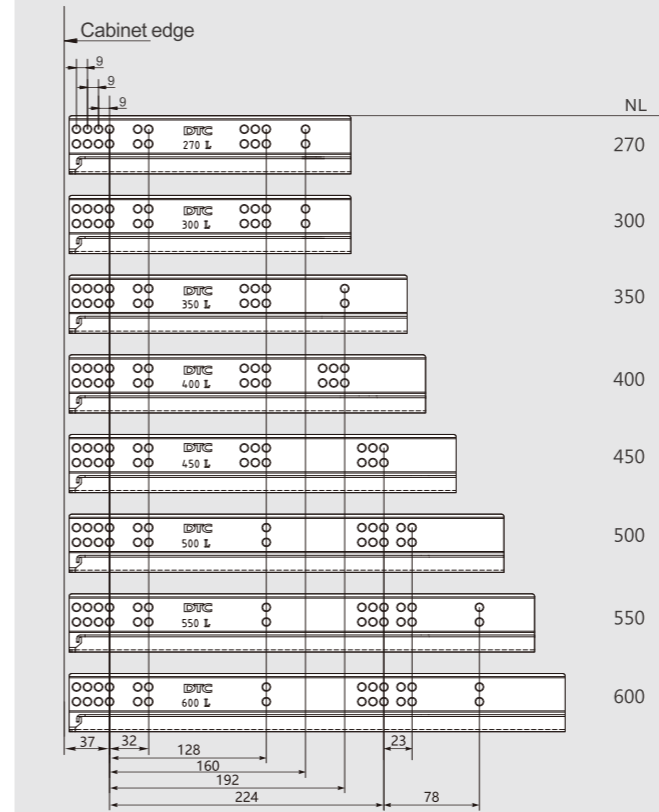 Cabinet edge
9
9
9
NL
DTC
270 L
270
DTC
300 L
300
DTC
350 L
350
DTC
400 L
400
DTC
450 L
450
DTC
500 L
500
DTC
550 L
550
DTC
600 L
600
37
32
23
128
160
192
224
78